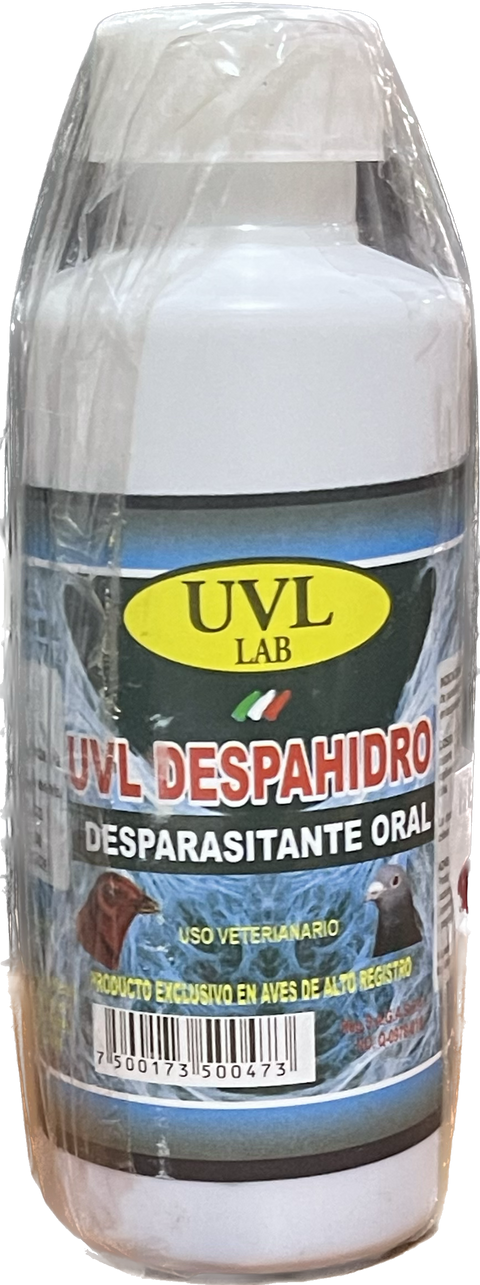 UVL
LAB
UVL DESPAHIDRO
DESPARASITANTE ORAL
USO VETERIANARIO
PRODUCTO EXCLUSIVO EN AVES DE ALTO REGISTRO
7 500173 500473